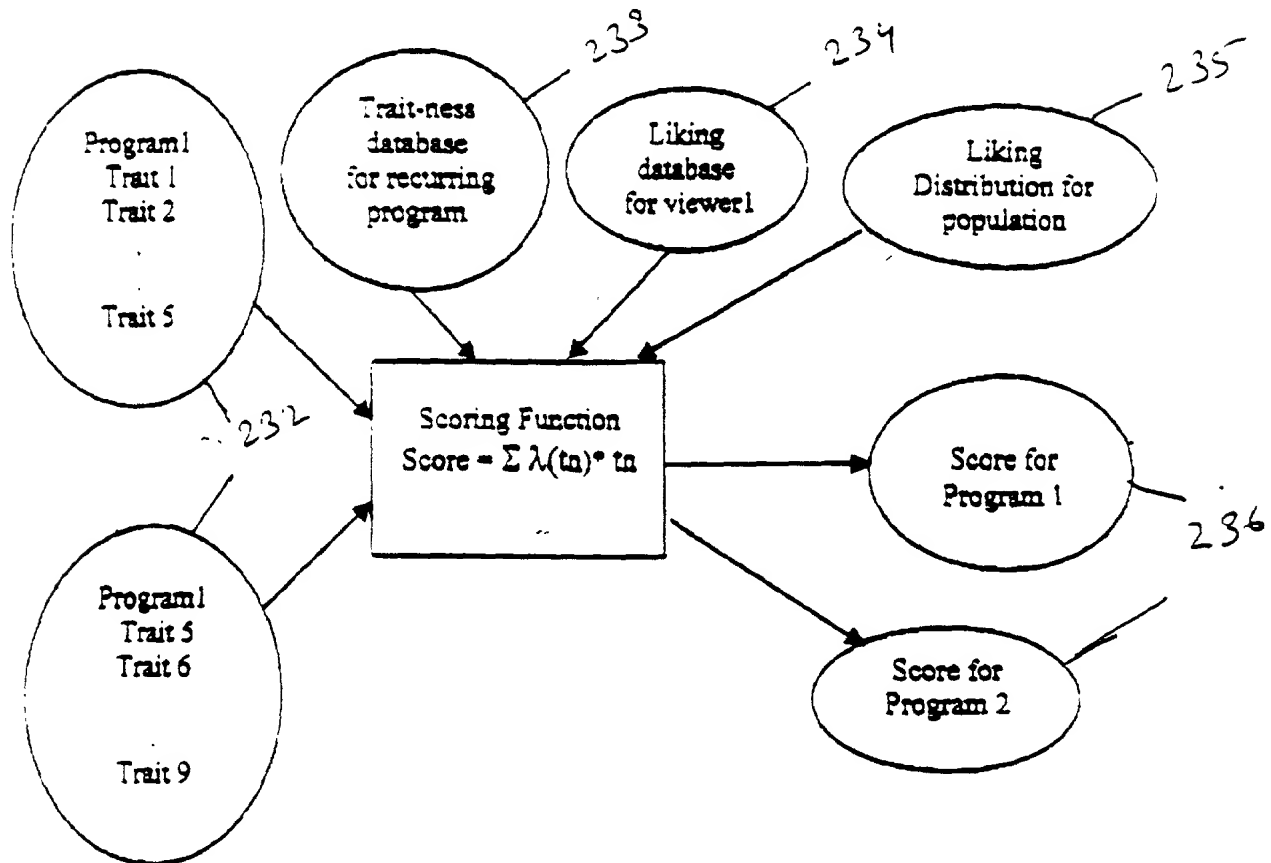 233
234
235
Program1
Trait 1
Trait 2
Trait 5
Trait-ness
database
for recurring
program
Liking
database
for viewer1
Liking
Distribution for
population
232
Scoring Function
Score = Σ λ(tn)* tn
Score for
Program 1
236
Program1
Trait 5
Trait 6
Trait 9
Score for
Program 2